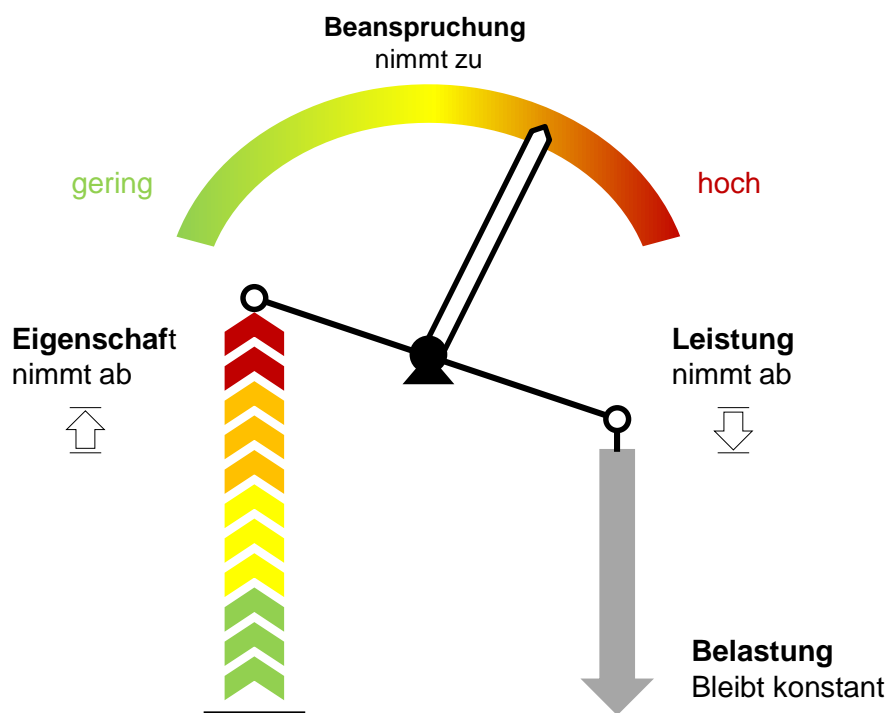 Beanspruchung
nimmt zu
gering
hoch
Eigenschaft
nimmt ab
Leistung
nimmt ab
Belastung
Bleibt konstant